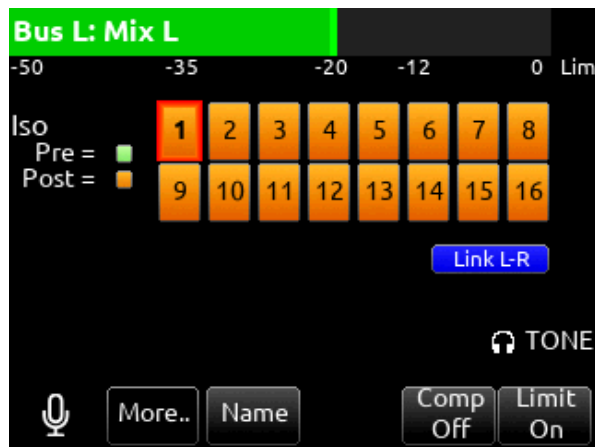 Bus L: Mix L
-50 -35 -20 -12 0 Lim
Iso
Pre =
Post =
1 2 3 4 5 6 7 8
9 10 11 12 13 14 15 16
Link L-R
TONE
More.. Name
Comp Off
Limit On